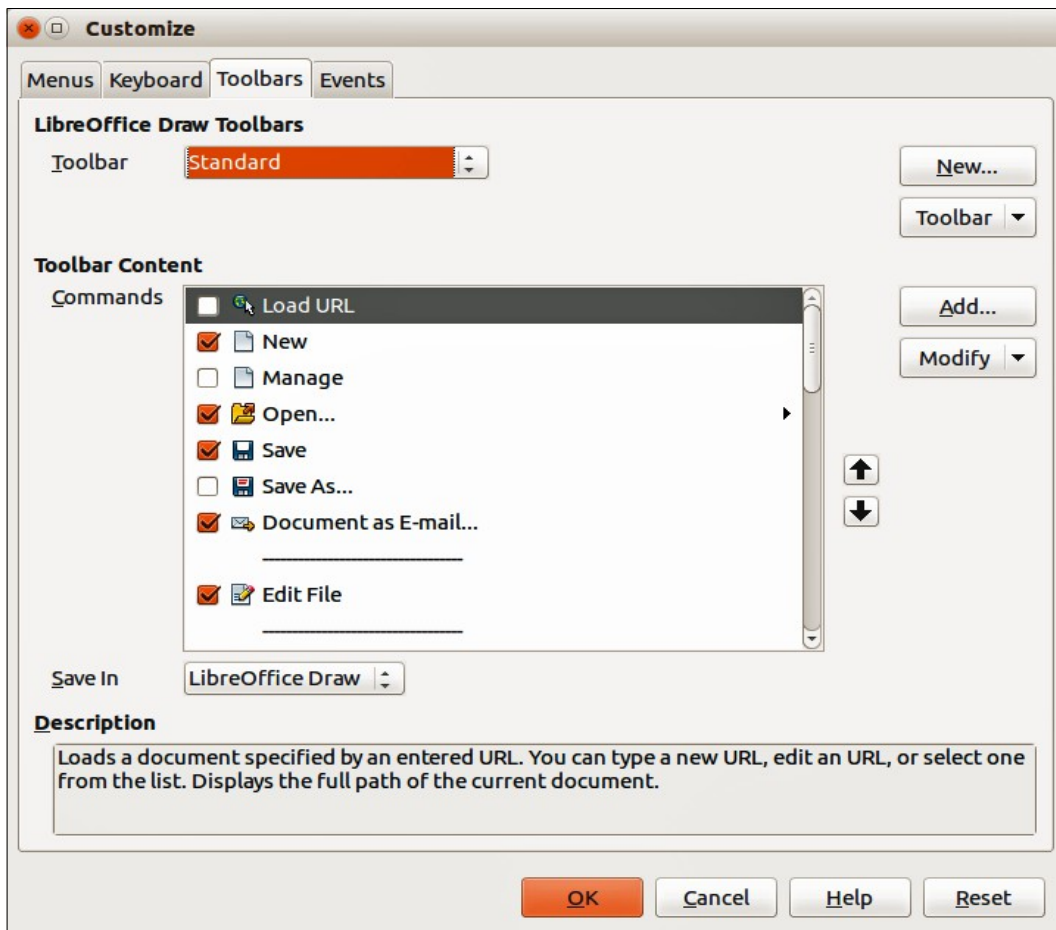 Customize
Menus Keyboard Toolbars Events
LibreOffice Draw Toolbars
Toolbar Standard New...
Toolbar
Toolbar Content
Commands Load URL Add...
New
Manage Modify
Open...
Save
Save As...
Document as E-mail...
Edit File
Save In LibreOffice Draw
Description
Loads a document specified by an entered URL. You can type a new URL, edit an URL, or select one
from the list. Displays the full path of the current document.
OK Cancel Help Reset